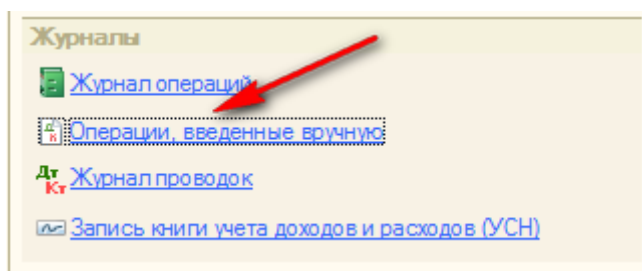 Журналы
Журнал операций
Операции, введенные вручную
Дт
Кт
Журнал проводок
Запись книги учета доходов и расходов (УСН)